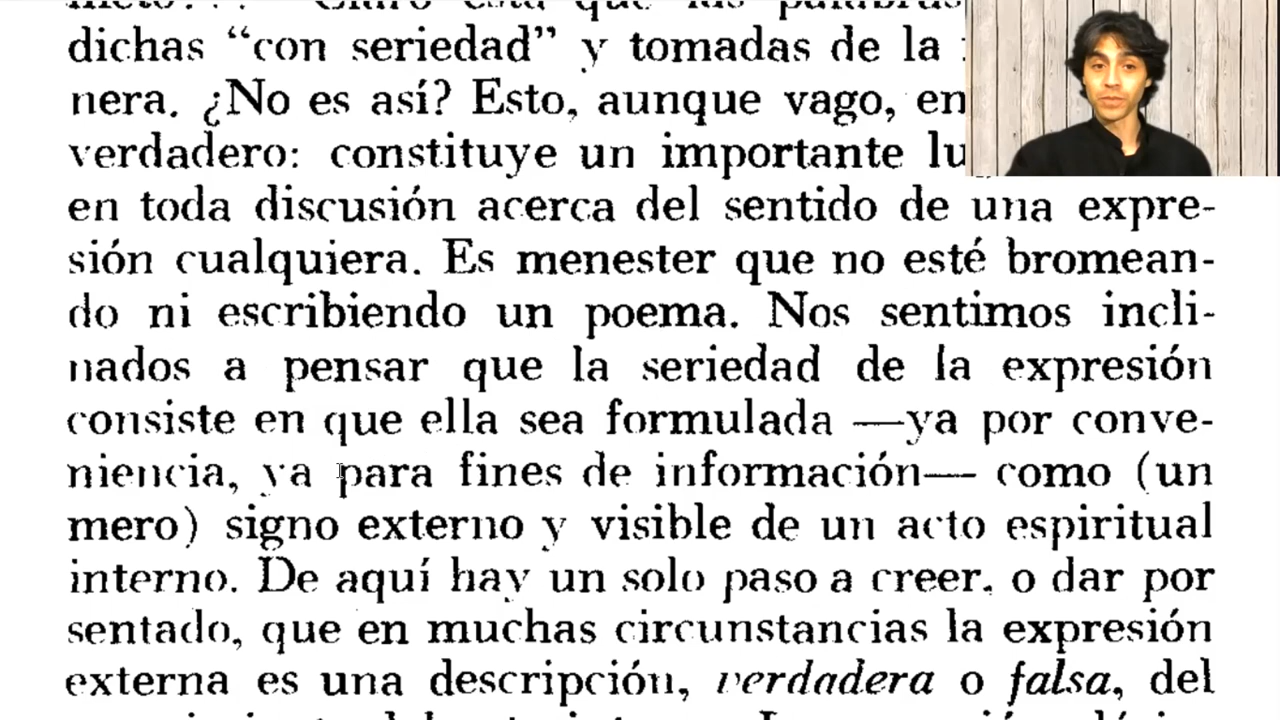 dichas “con seriedad” y tomadas de la
nera. ¿No es así? Esto, aunque vago, en
verdadero: constituye un importante lu
en toda discusión acerca del sentido de una expre-
sión cualquiera. Es menester que no esté bromean-
do ni escribiendo un poema. Nos sentimos incli-
nados a pensar que la seriedad de la expresión
consiste en que ella sea formulada —ya por conve-
niencia, ya para fines de información— como (un
mero) signo externo y visible de un acto espiritual
interno. De aquí hay un solo paso a creer, o dar por
sentado, que en muchas circunstancias la expresión
externa es una descripción, verdadera o falsa, del